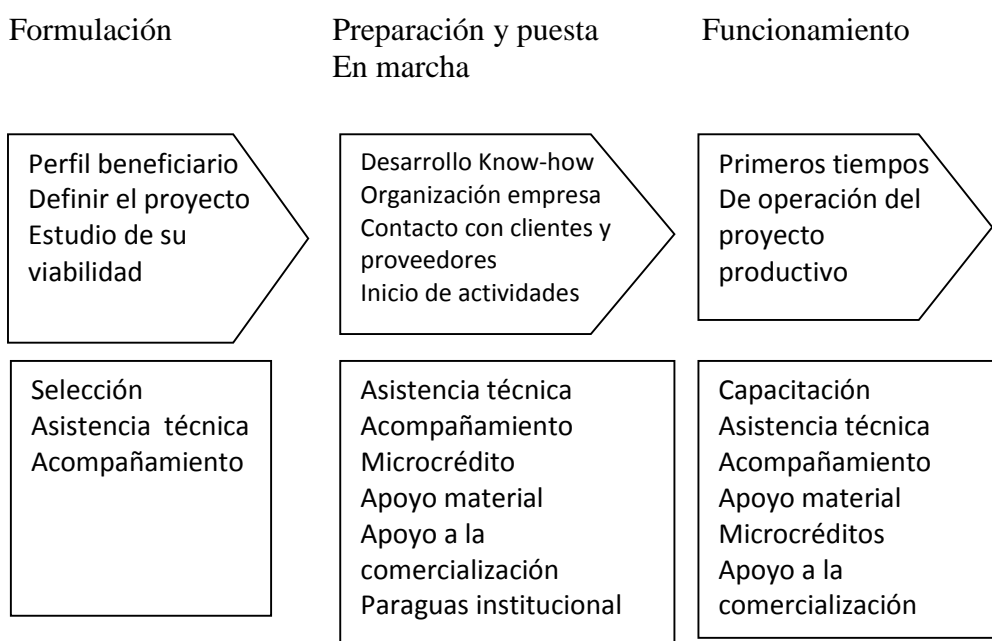 Formulación
Preparación y puesta
En marcha
Funcionamiento
Perfil beneficiario
Definir el proyecto
Estudio de su
viabilidad
Desarrollo Know-how
Organización empresa
Contacto con clientes y
proveedores
Inicio de actividades
Primeros tiempos
De operación del
proyecto
productivo
Selección
Asistencia técnica
Acompañamiento
Asistencia técnica
Acompañamiento
Microcrédito
Apoyo material
Apoyo a la
comercialización
Paraguas institucional
Capacitación
Asistencia técnica
Acompañamiento
Apoyo material
Microcréditos
Apoyo a la
comercialización